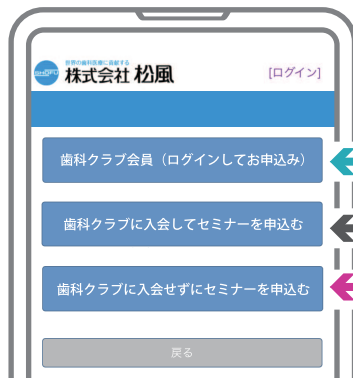 世界の歯科医療に貢献する
SHOFU
株式会社 松風
[ログイン]
歯科クラブ会員（ログインしてお申込み）
歯科クラブに入会してセミナーを申込む
歯科クラブに入会せずにセミナーを申込む
戻る